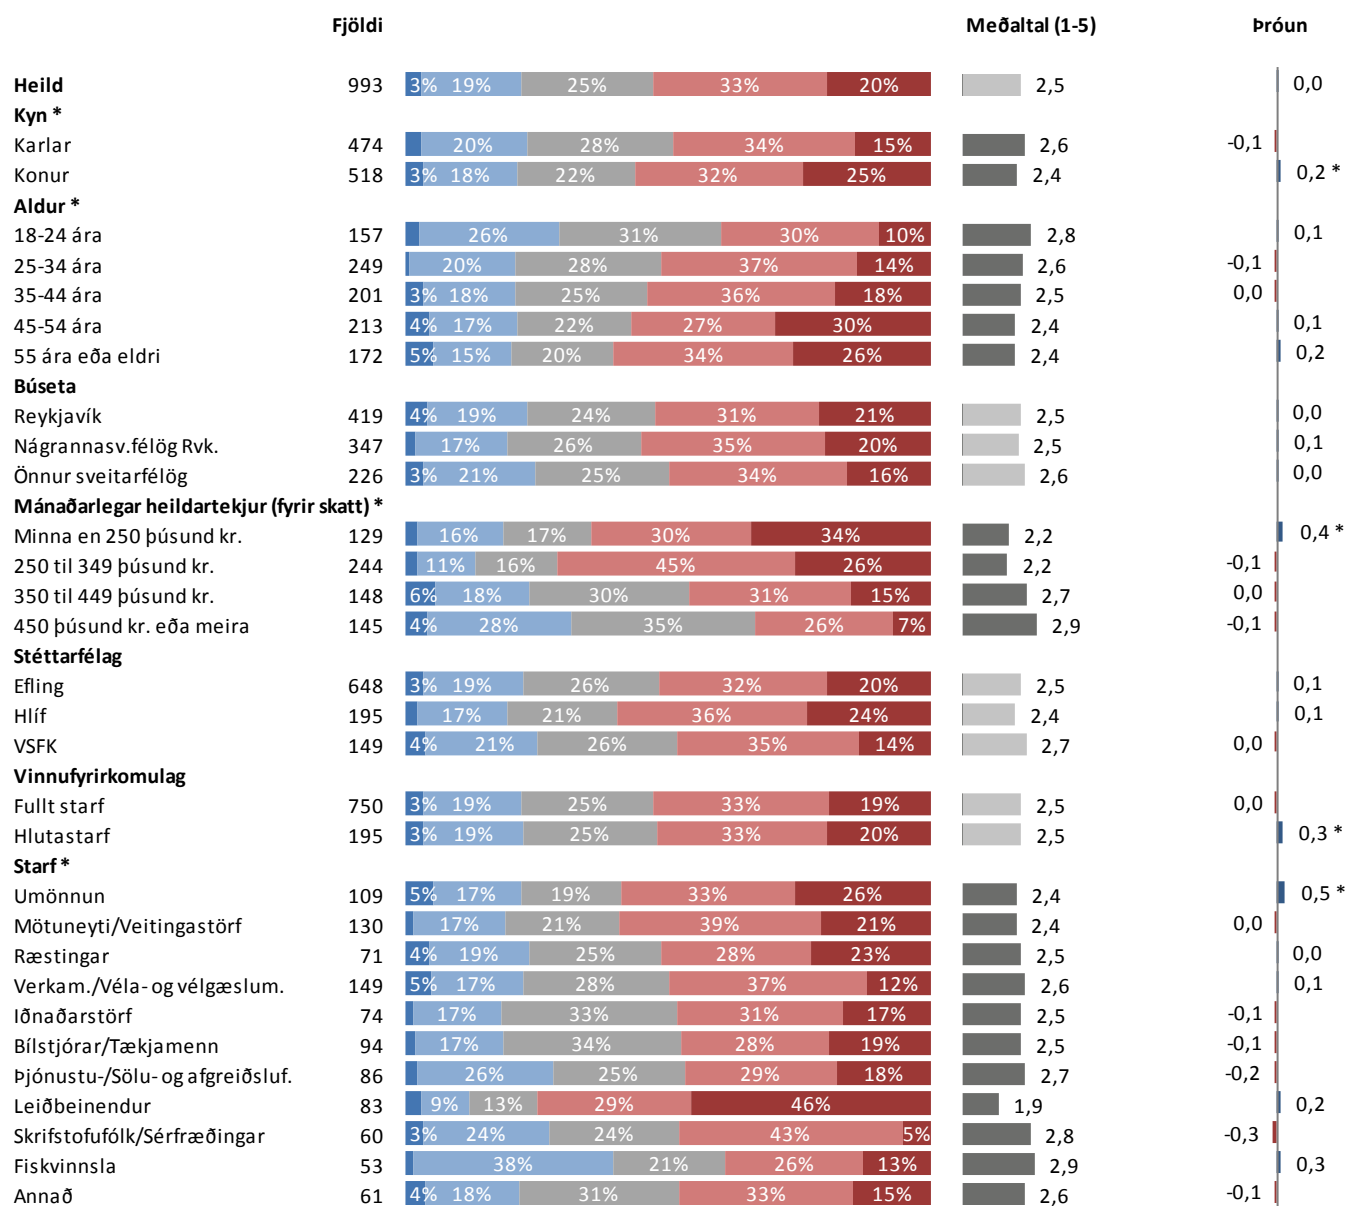 Fjöldi Meðaltal (1-5) Þróun
Heild 993 3% 19% 25% 33% 20% 2,5 0,0
Kyn *
Karlar 474 20% 28% 34% 15% 2,6 -0,1
Konur 518 3% 18% 22% 32% 25% 2,4 0,2 *
Aldur *
18-24 ára 157 26% 31% 30% 10% 2,8 0,1
25-34 ára 249 20% 28% 37% 14% 2,6 -0,1
35-44 ára 201 3% 18% 25% 36% 18% 2,5 0,0
45-54 ára 213 4% 17% 22% 27% 30% 2,4 0,1
55 ára eða eldri 172 5% 15% 20% 34% 26% 2,4 0,2
Búseta
Reykjavík 419 4% 19% 24% 31% 21% 2,5 0,0
Nágrannasv.félög Rvk. 347 17% 26% 35% 20% 2,5 0,1
Önnur sveitarfélög 226 3% 21% 25% 34% 16% 2,6 0,0
Mánaðarlegar heildartekjur (fyrir skatt) *
Minna en 250 þúsund kr. 129 16% 17% 30% 34% 2,2 0,4 *
250 til 349 þúsund kr. 244 11% 16% 45% 26% 2,2 -0,1
350 til 449 þúsund kr. 148 6% 18% 30% 31% 15% 2,7 0,0
450 þúsund kr. eða meira 145 4% 28% 35% 26% 7% 2,9 -0,1
Stéttarfélag
Efling 648 3% 19% 26% 32% 20% 2,5 0,1
Hlíf 195 17% 21% 36% 24% 2,4 0,1
VSFK 149 4% 21% 26% 35% 14% 2,7 0,0
Vinnufyrirkomulag
Fullt starf 750 3% 19% 25% 33% 19% 2,5 0,0
Hlutastarf 195 3% 19% 25% 33% 20% 2,5 0,3 *
Starf *
Umönnun 109 5% 17% 19% 33% 26% 2,4 0,5 *
Mötuneyti/Veitingastörf 130 17% 21% 39% 21% 2,4 0,0
Ræstingar 71 4% 19% 25% 28% 23% 2,5 0,0
Verkam./Véla- og vélgæslum. 149 5% 17% 28% 37% 12% 2,6 0,1
Iðnaðarstörf 74 17% 33% 31% 17% 2,5 -0,1
Bílstjórar/Tækjamenn 94 17% 34% 28% 19% 2,5 -0,1
Þjónustu-/Sölu- og afgreiðsluf. 86 26% 25% 29% 18% 2,7 -0,2
Leiðbeinendur 83 9% 13% 29% 46% 1,9 0,2
Skrifstofufólk/Sérfræðingar 60 3% 24% 24% 43% 5% 2,8 -0,3
Fiskvinnsla 53 38% 21% 26% 13% 2,9 0,3
Annað 61 4% 18% 31% 33% 15% 2,6 -0,1